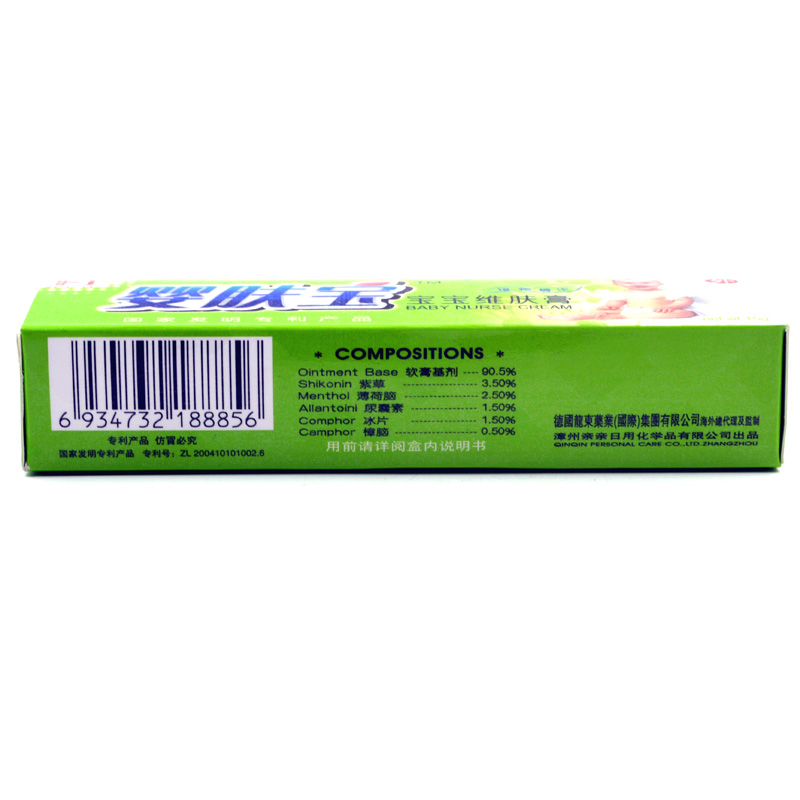 婴肤宝 TM
宝宝维肤膏
BABY NURSE CREAM
国家发明专利产品
* COMPOSITIONS *
Ointment Base 软膏基剂 ---- 90.5%
Shikonin 紫草 ---------------- 3.50%
Menthol 薄荷脑 -------------- 2.50%
Allantoini 尿囊素 -------------- 1.50%
Comphor 冰片 ---------------- 1.50%
Camphor 樟脑 ---------------- 0.50%
用前请详阅盒内说明书
6 934732 188856
专利产品 仿冒必究
国家发明专利产品 专利号: ZL 200410101002.6
德國龍東藥業(國際)集團有限公司海外總代理及監制
漳州亲亲日用化学品有限公司出品
QINQIN PERSONAL CARE CO.,LTD.ZHANGZHOU